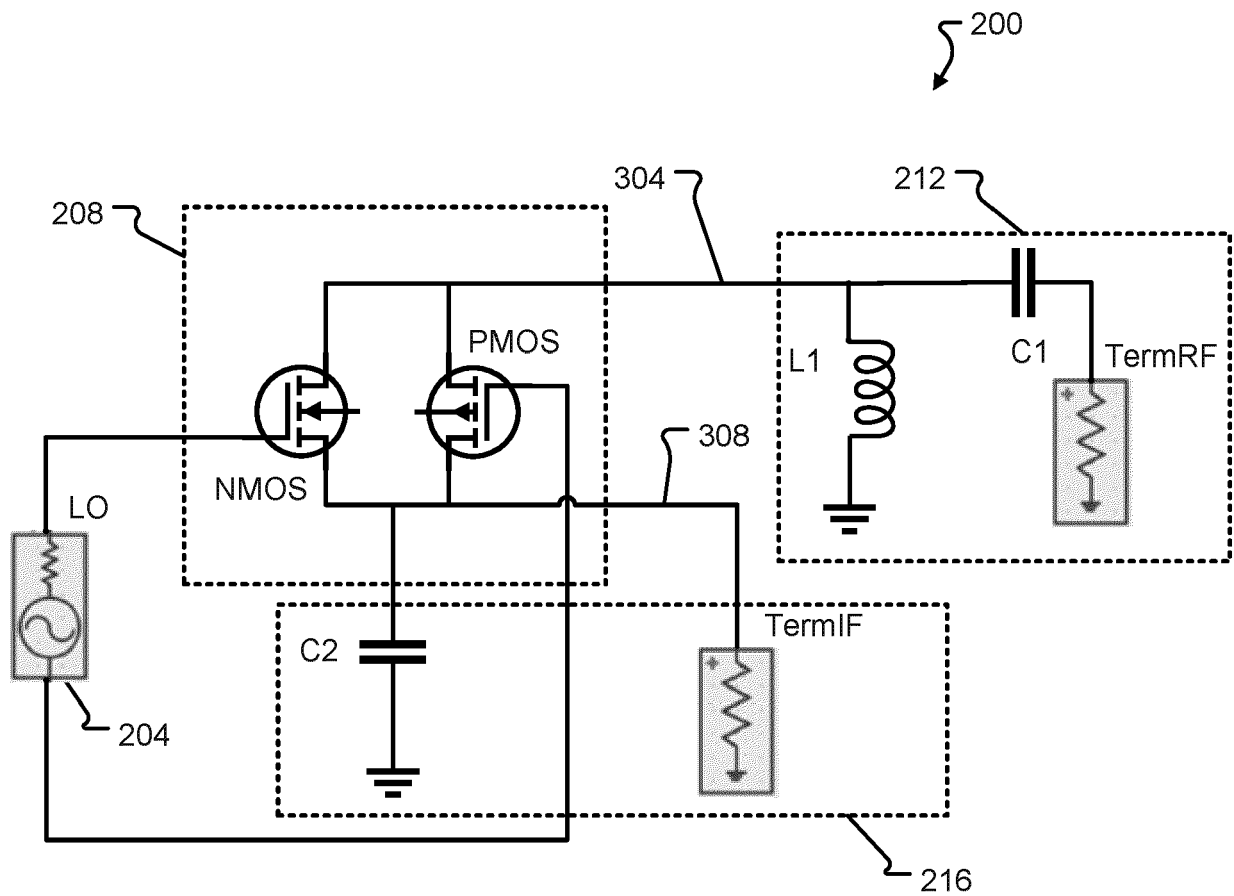 200
304
212
208
PMOS
L1
C1
TermRF
+
308
NMOS
LO
TermIF
C2
+
204
216